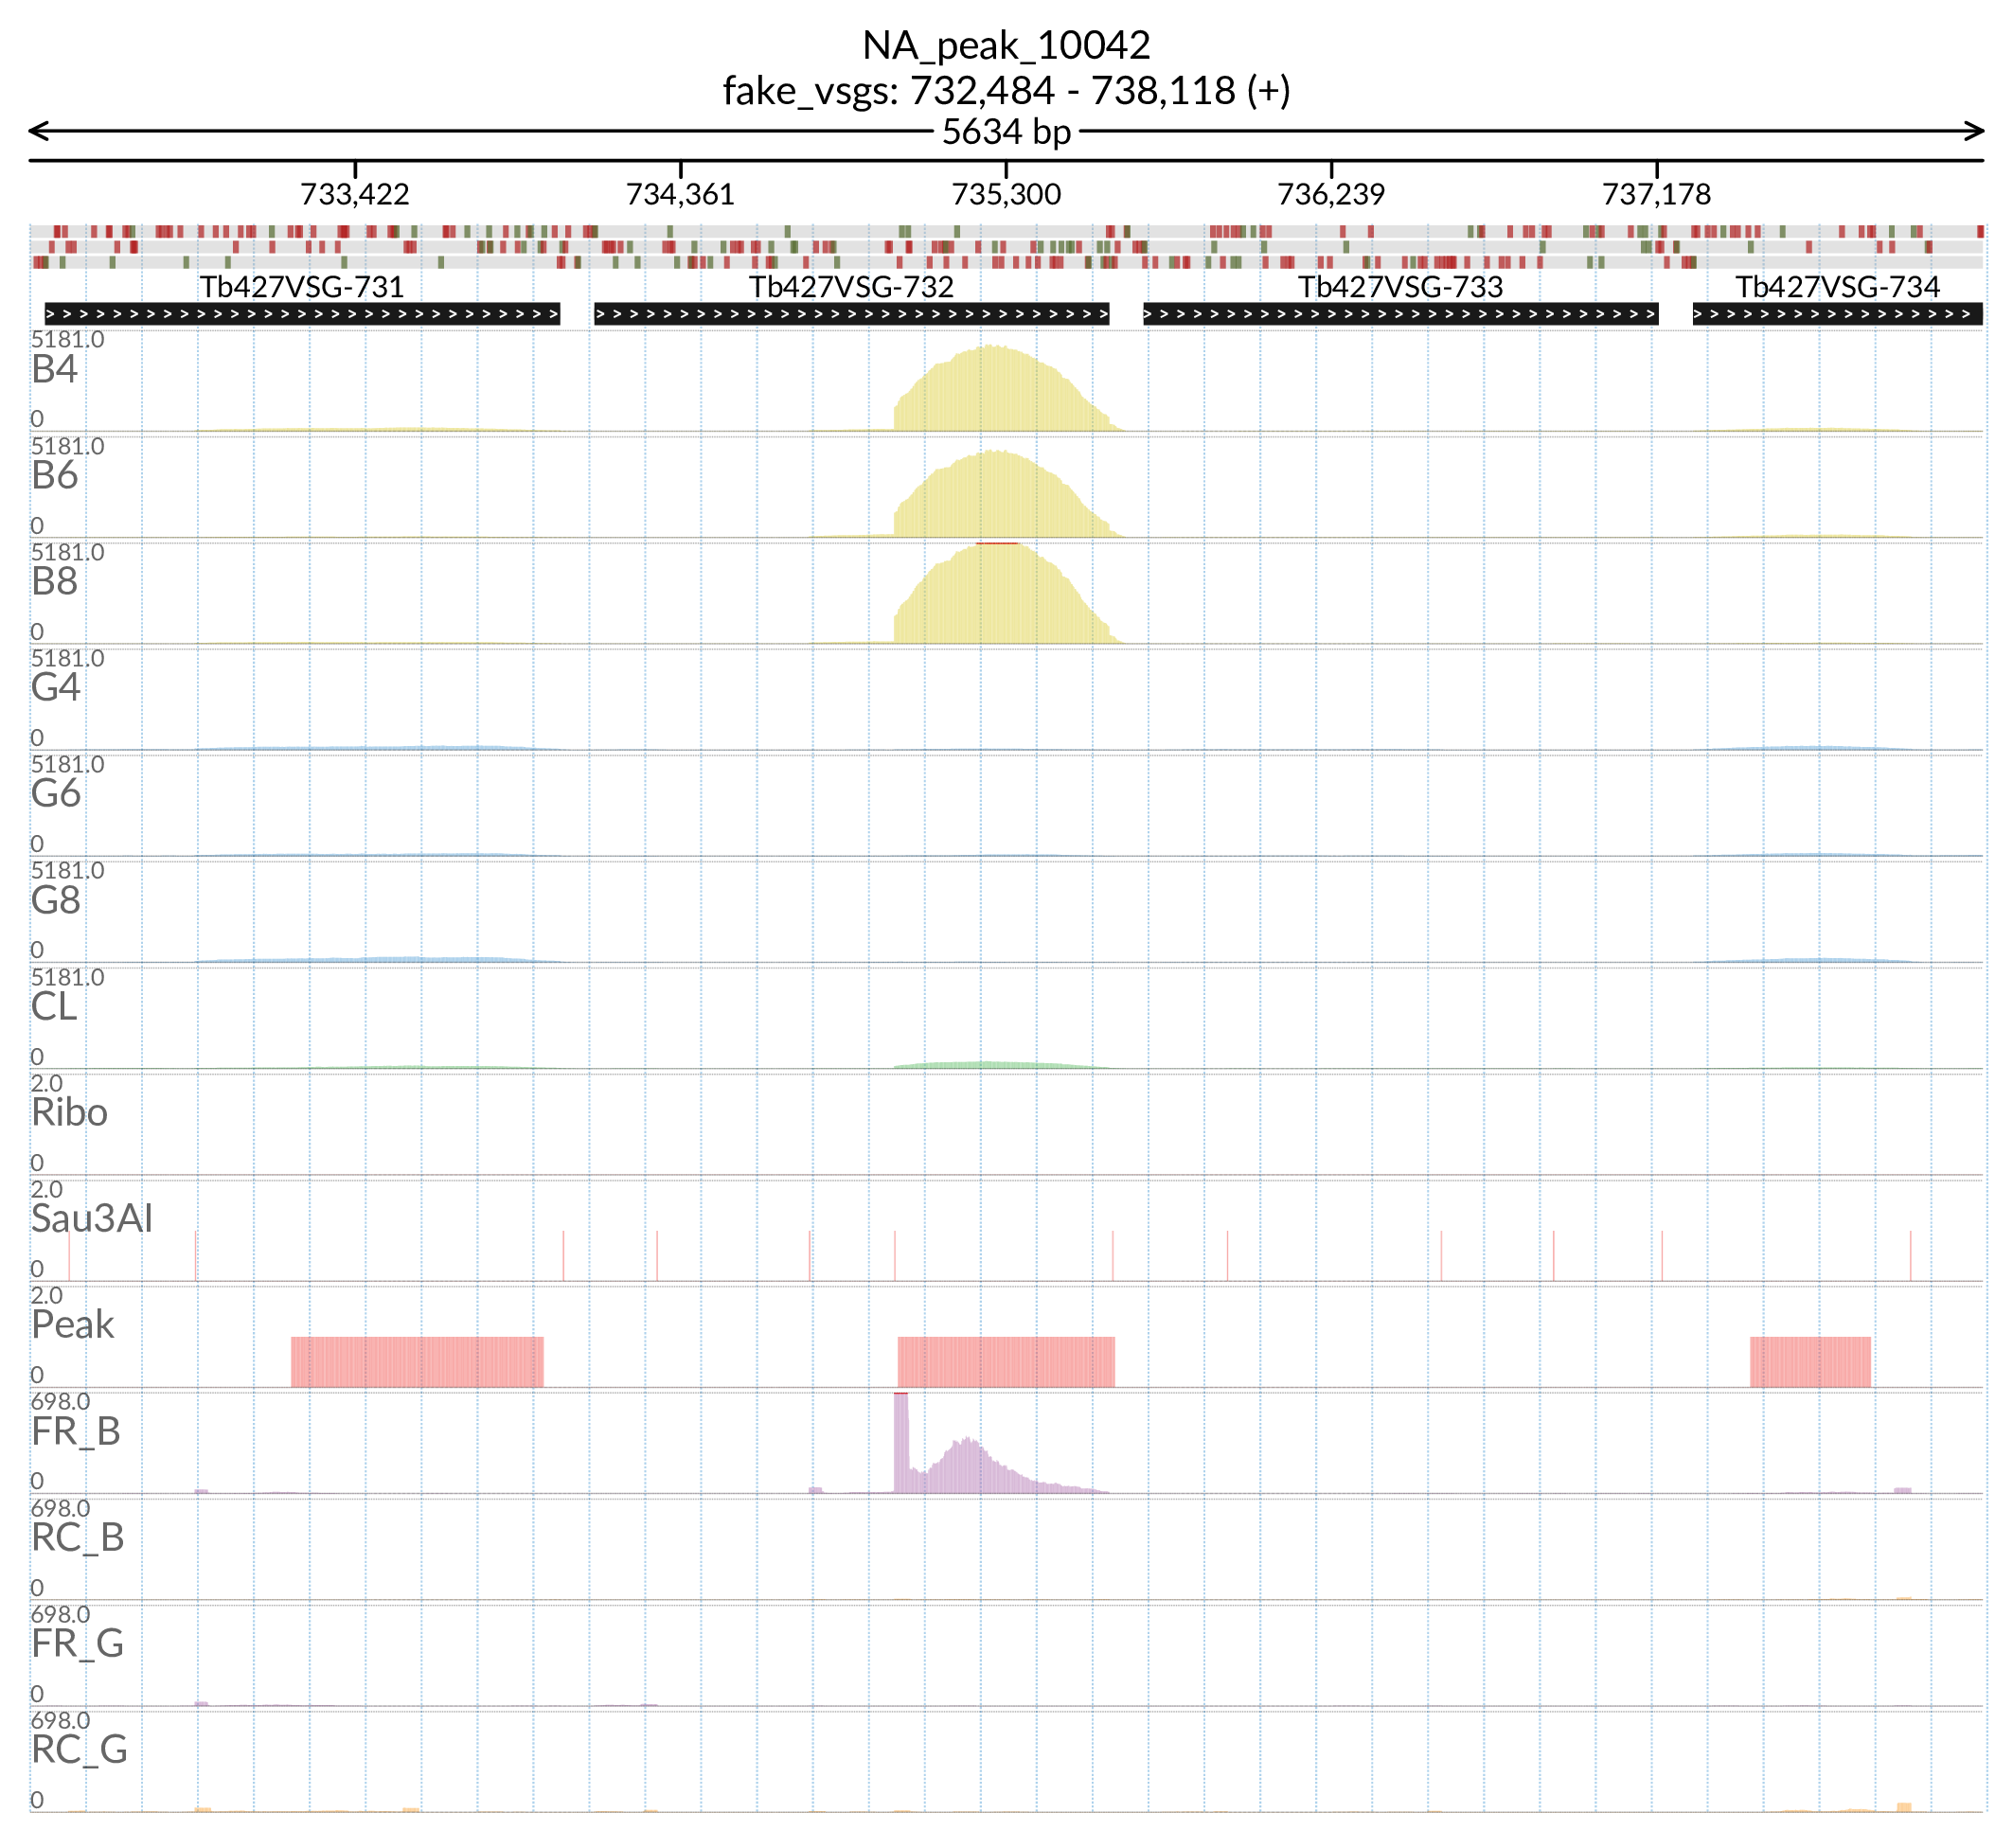 NA_peak_10042
fake_vsgs: 732,484 - 738,118 (+)
5634 bp
733,422 734,361 735,300 736,239 737,178
Tb427VSG-731 Tb427VSG-732 Tb427VSG-733 Tb427VSG-734
5181.0
B4
0
5181.0
B6
0
5181.0
B8
0
5181.0
G4
0
5181.0
G6
0
5181.0
G8
0
5181.0
CL
0
2.0
Ribo
0
2.0
Sau3AI
0
2.0
Peak
0
698.0
FR_B
0
698.0
RC_B
0
698.0
FR_G
0
698.0
RC_G
0